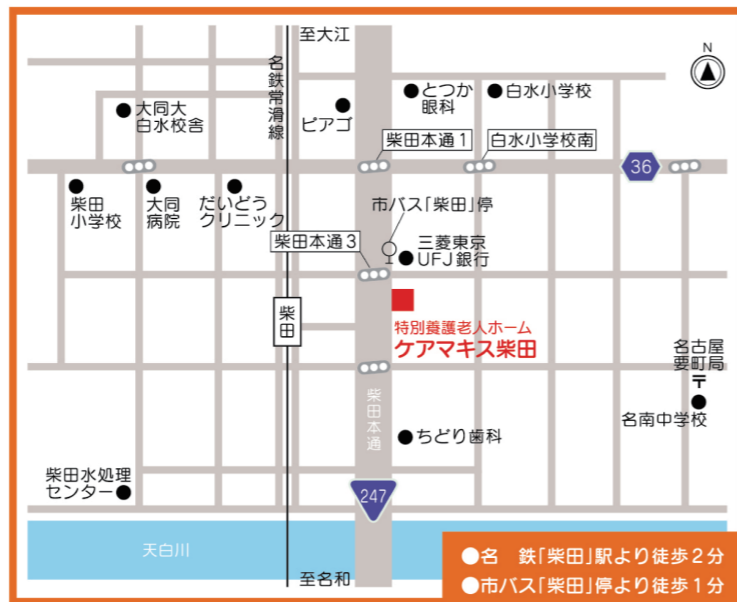 至大江
N
名鉄常滑線
大同大
白水校舎
ピアゴ
とつか
眼科
白水小学校
柴田本通1
白水小学校南
36
柴田
小学校
大同
病院
だいどう
クリニック
市バス「柴田」停
柴田本通3
三菱東京
UFJ銀行
柴田
特別養護老人ホーム
ケアマキス柴田
名古屋
要町局
〒
名南中学校
柴田本通
ちどり歯科
柴田水処理
センター
247
天白川
至名和
●名 鉄「柴田」駅より徒歩2分
●市バス「柴田」停より徒歩1分